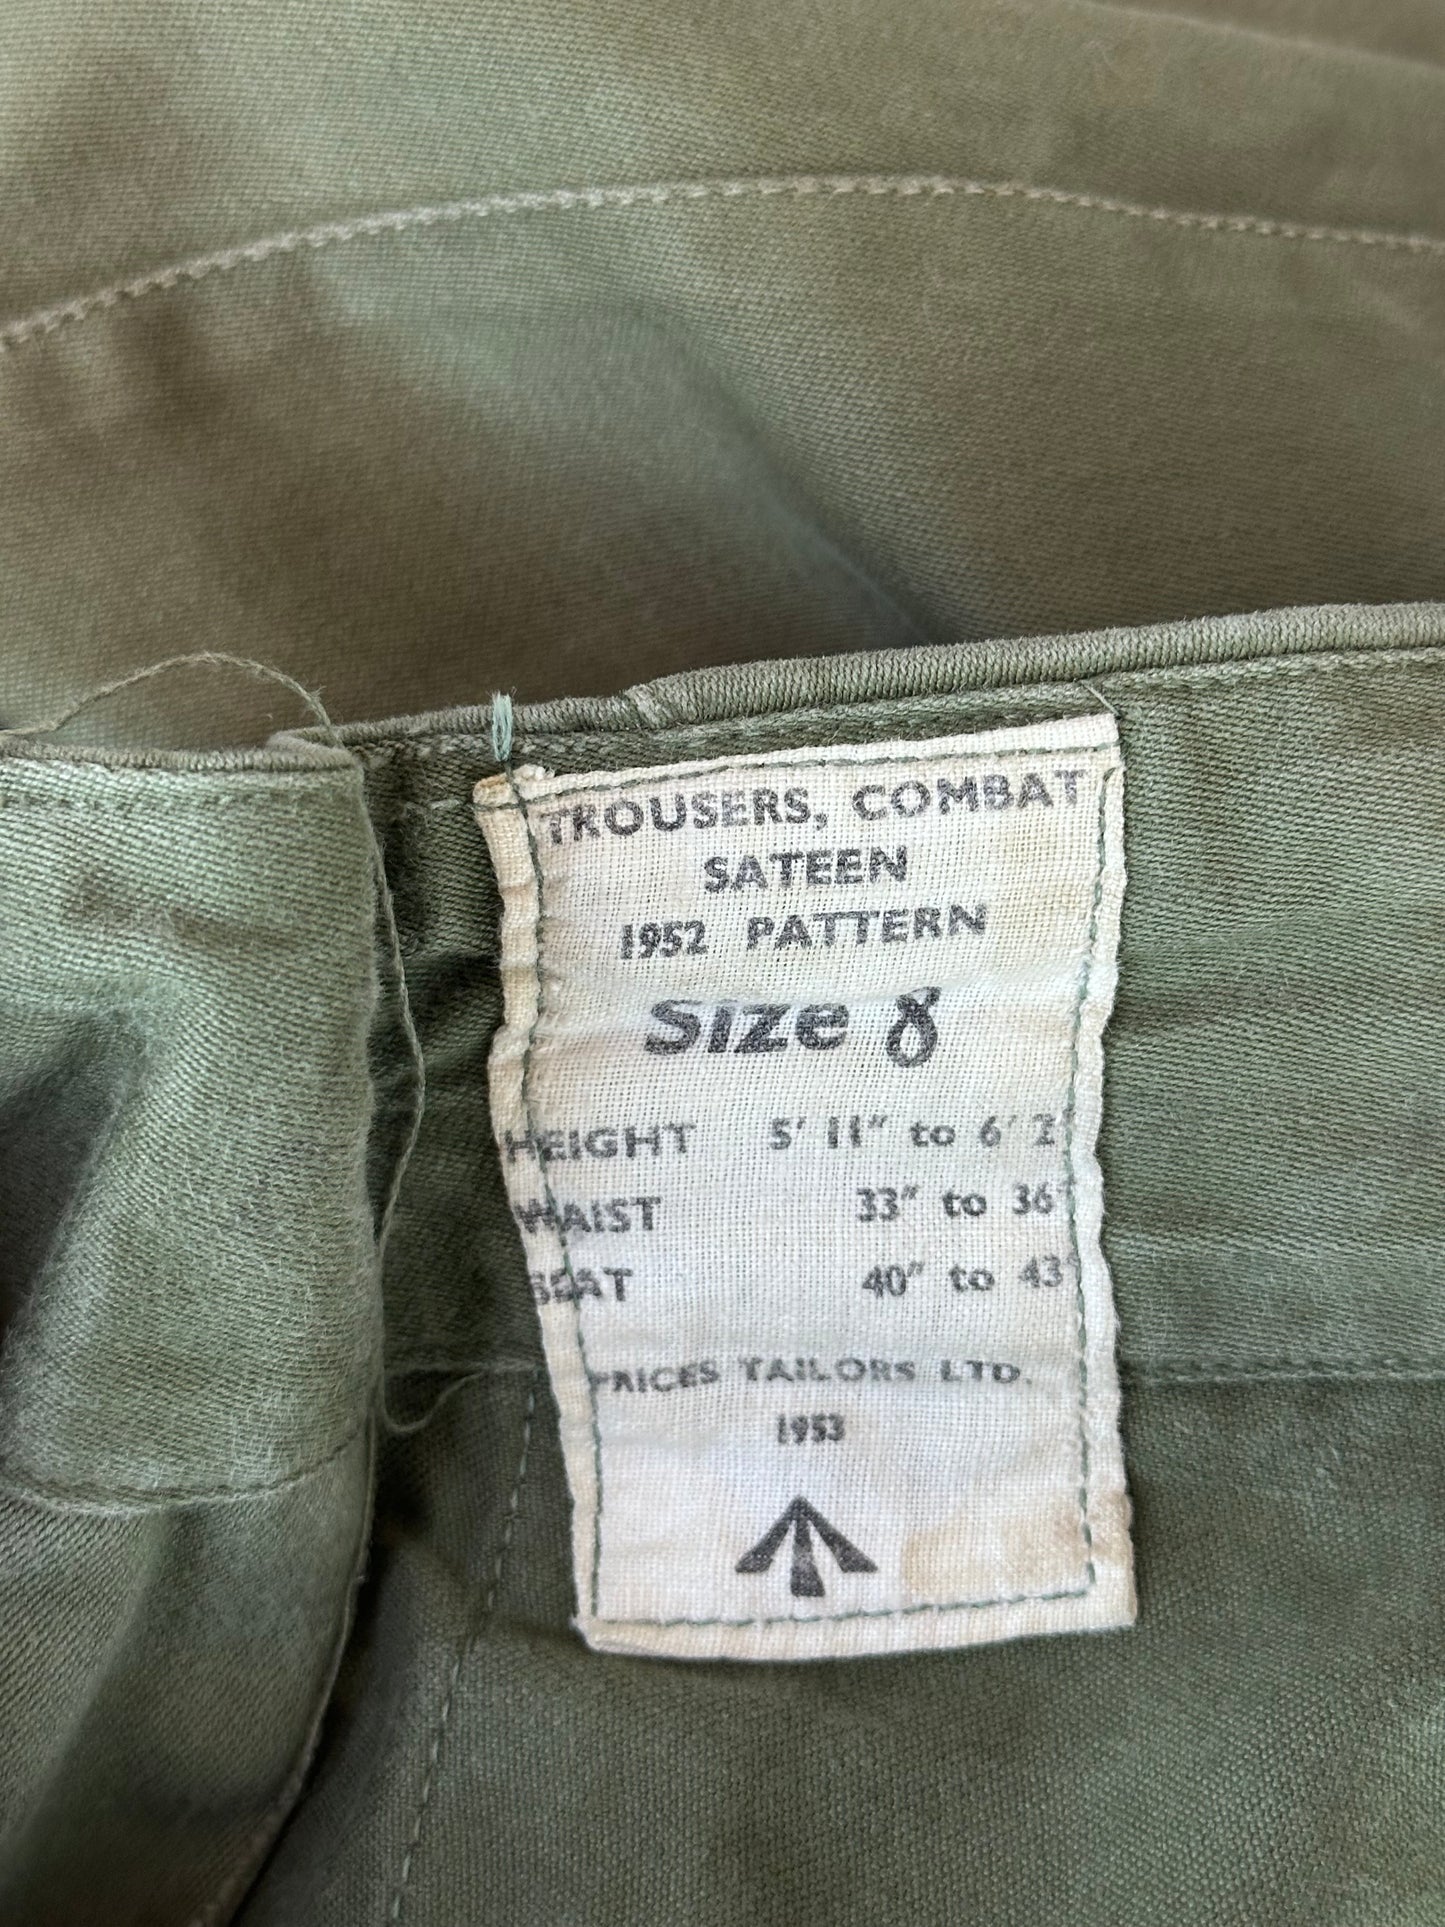 TROUSERS, COMBAT
SATEEN
1952 PATTERN
Size 8
HEIGHT 5' 11" to 6' 2"
WAIST 33" to 36"
SEAT 40" to 43"
PRICES TAILORS LTD.
1953